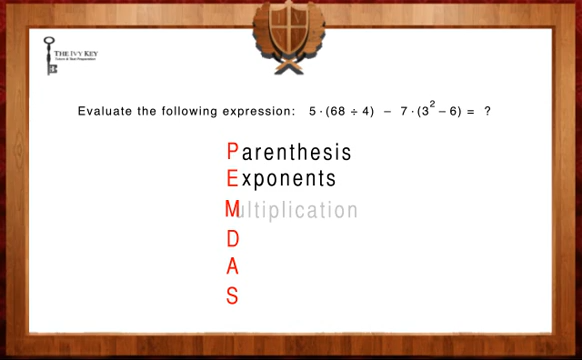 THE IVY KEY
Evaluate the following expression: 5 · (68 ÷ 4) − 7 · (3² − 6) = ?
Parenthesis
Exponents
Multiplication
D
A
S